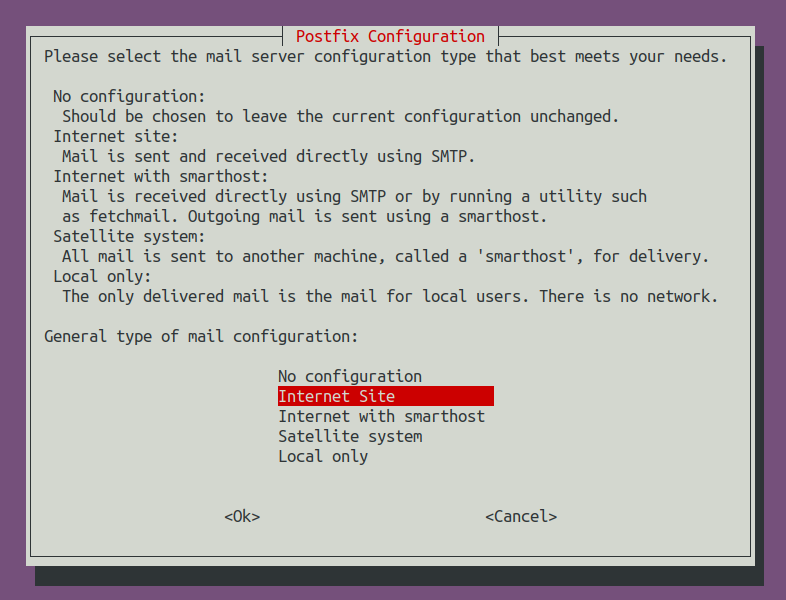 Postfix Configuration
Please select the mail server configuration type that best meets your needs.
No configuration:
Should be chosen to leave the current configuration unchanged.
Internet site:
Mail is sent and received directly using SMTP.
Internet with smarthost:
Mail is received directly using SMTP or by running a utility such
as fetchmail. Outgoing mail is sent using a smarthost.
Satellite system:
All mail is sent to another machine, called a 'smarthost', for delivery.
Local only:
The only delivered mail is the mail for local users. There is no network.
General type of mail configuration:
No configuration
Internet Site
Internet with smarthost
Satellite system
Local only
<Ok> <Cancel>